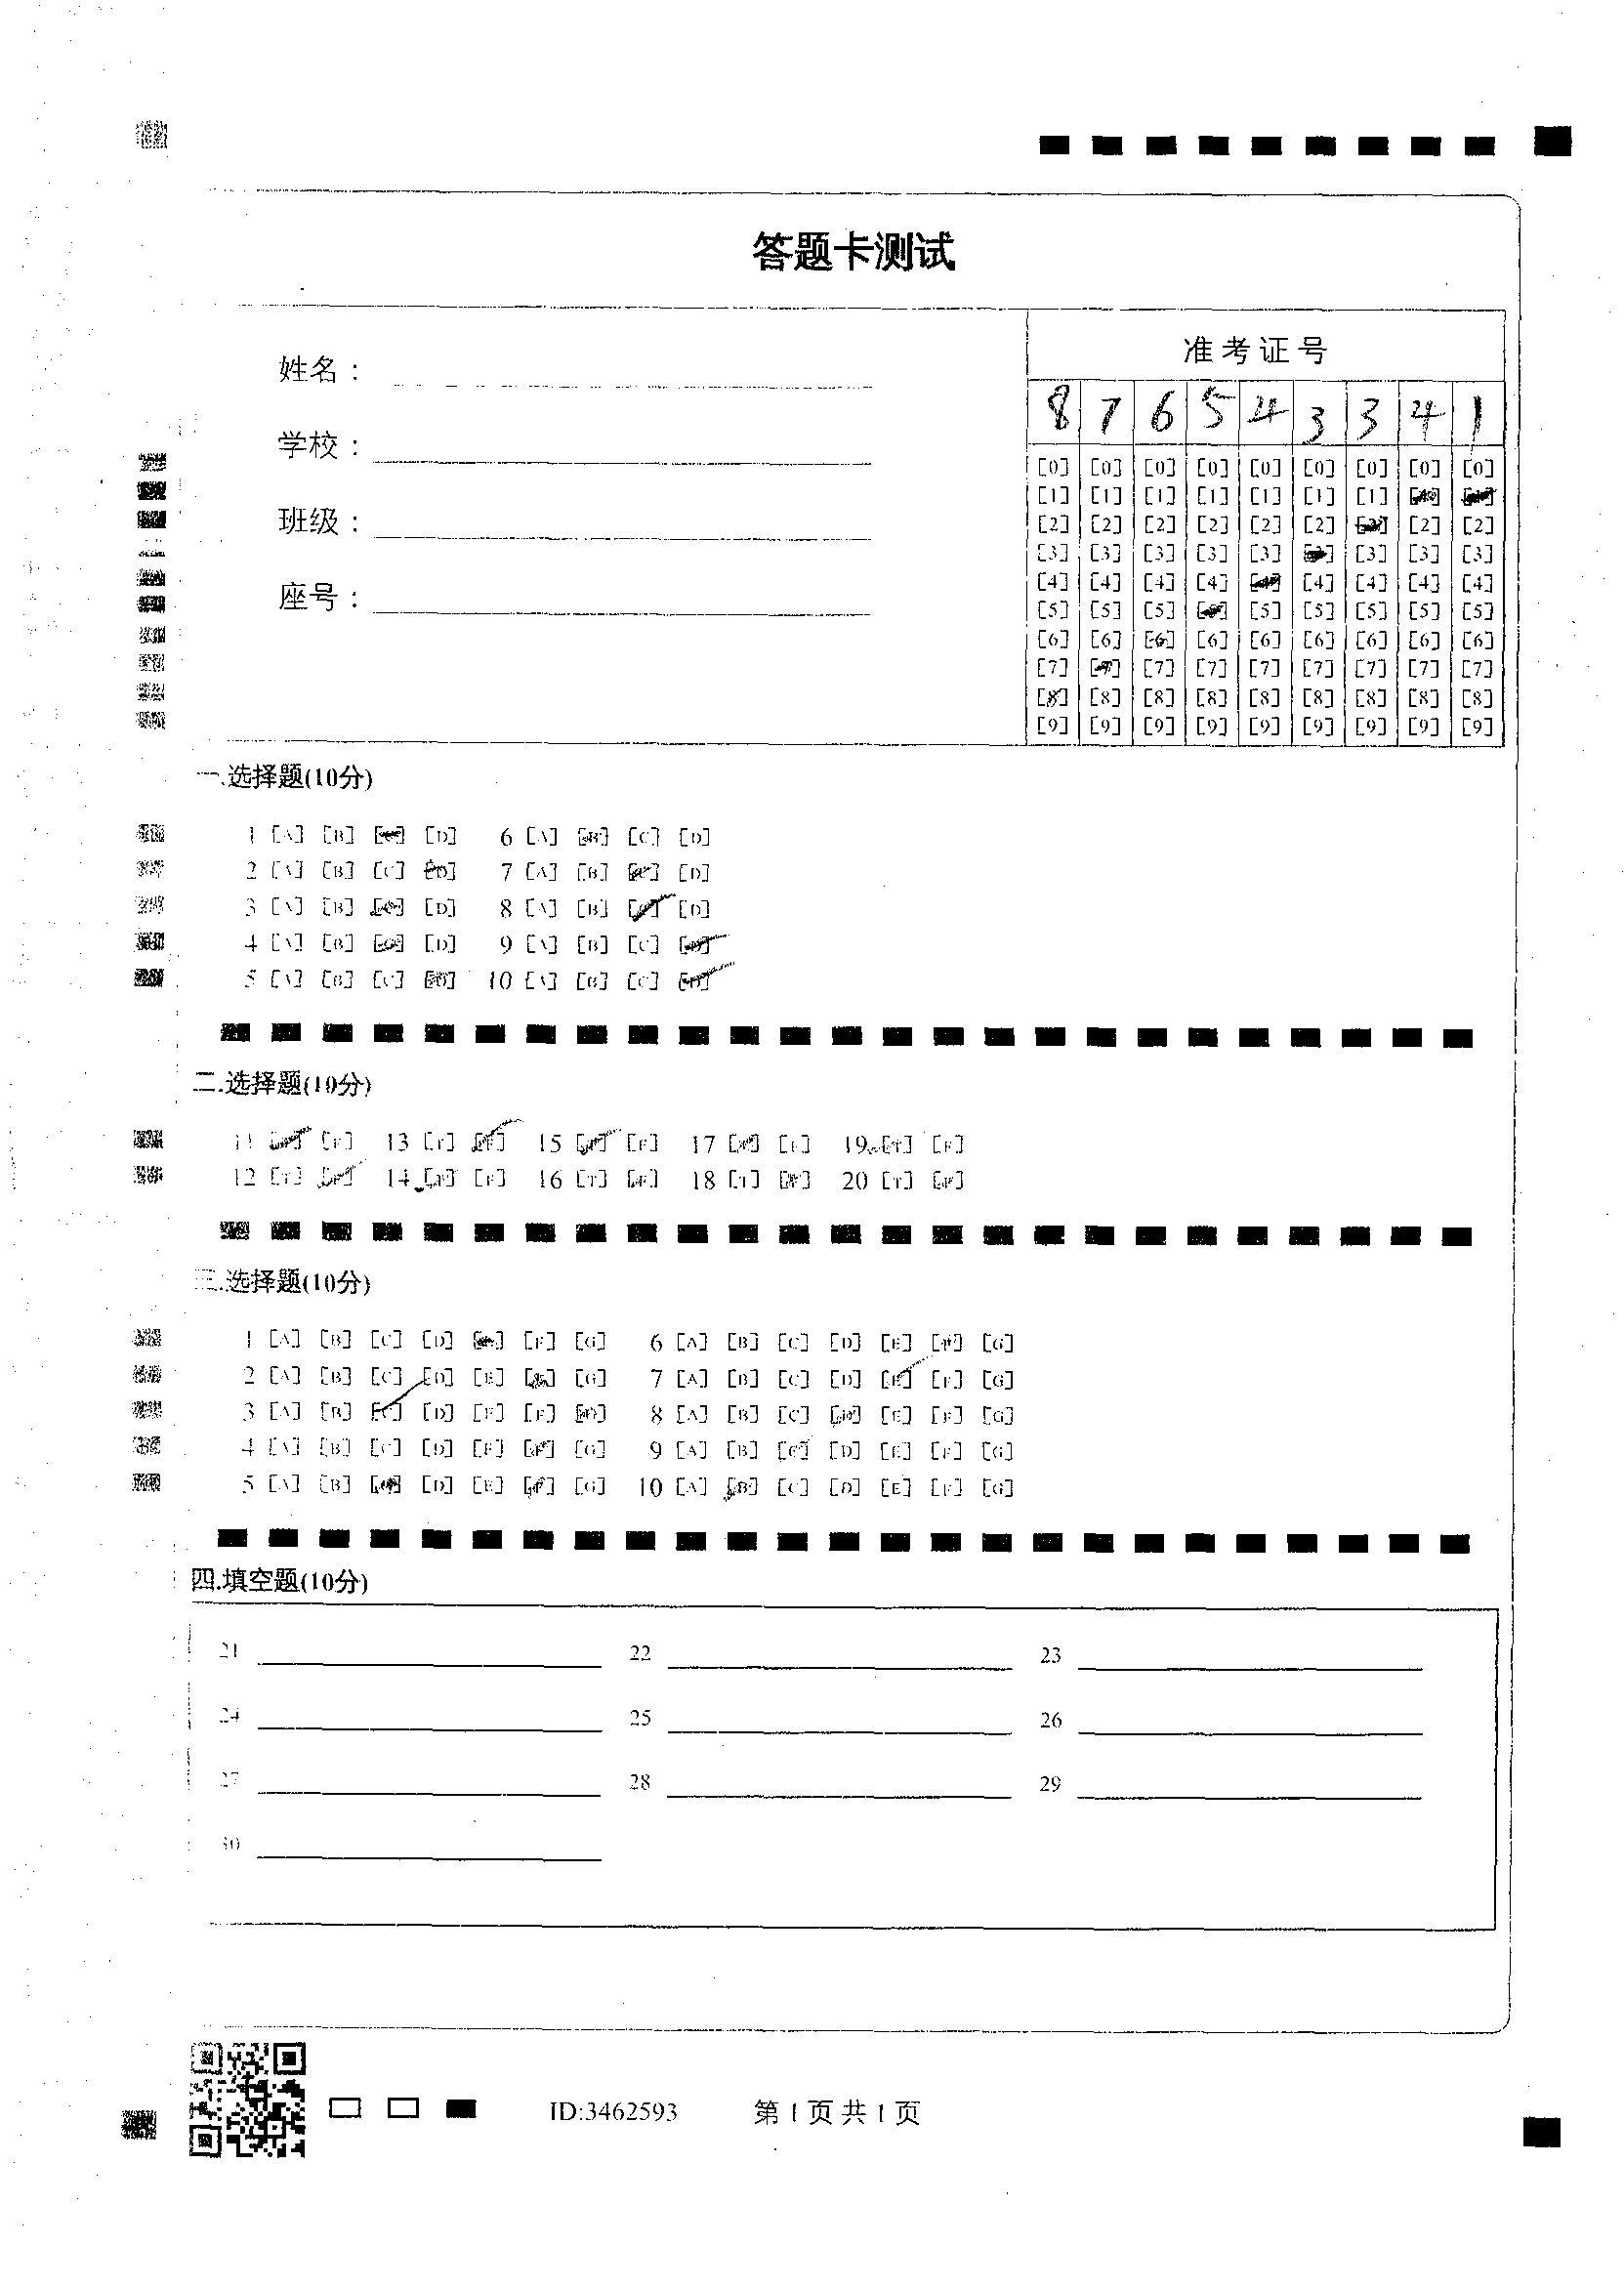 答题卡测试
姓名：
学校：
班级：
座号：
准考证号
8 7 6 5 4 3 3 4 1
[0] [0] [0] [0] [0] [0] [0] [0] [0]
[1] [1] [1] [1] [1] [1] [1]
[2] [2] [2] [2] [2] [2] [2] [2]
[3] [3] [3] [3] [3] [3] [3] [3]
[4] [4] [4] [4] [4] [4] [4] [4]
[5] [5] [5] [5] [5] [5] [5] [5]
[6] [6] [6] [6] [6] [6] [6] [6] [6]
[7] [7] [7] [7] [7] [7] [7] [7] [7]
[8] [8] [8] [8] [8] [8] [8] [8] [8]
[9] [9] [9] [9] [9] [9] [9] [9] [9]
一.选择题(10分)
1 [A] [B] [D] 6 [A] [B] [C] [D]
2 [A] [B] [C] [D] 7 [A] [B] [C] [D]
3 [A] [B] [C] [D] 8 [A] [B] [C] [D]
4 [A] [B] [C] [D] 9 [A] [B] [C] [D]
5 [A] [B] [C] [D] 10 [A] [B] [C] [D]
二.选择题(10分)
11 [T] [F] 13 [T] [F] 15 [T] [F] 17 [T] [F] 19 [T] [F]
12 [T] [F] 14 [T] [F] 16 [T] [F] 18 [T] [F] 20 [T] [F]
三.选择题(10分)
1 [A] [B] [C] [D] [E] [F] [G] 6 [A] [B] [C] [D] [E] [F] [G]
2 [A] [B] [C] [D] [E] [F] [G] 7 [A] [B] [C] [D] [E] [F] [G]
3 [A] [B] [C] [D] [E] [F] [G] 8 [A] [B] [C] [D] [E] [F] [G]
4 [A] [B] [C] [D] [E] [F] [G] 9 [A] [B] [C] [D] [E] [F] [G]
5 [A] [B] [C] [D] [E] [F] [G] 10 [A] [B] [C] [D] [E] [F] [G]
四.填空题(10分)
21 22 23
24 25 26
27 28 29
30
ID:3462593 第1页 共1页